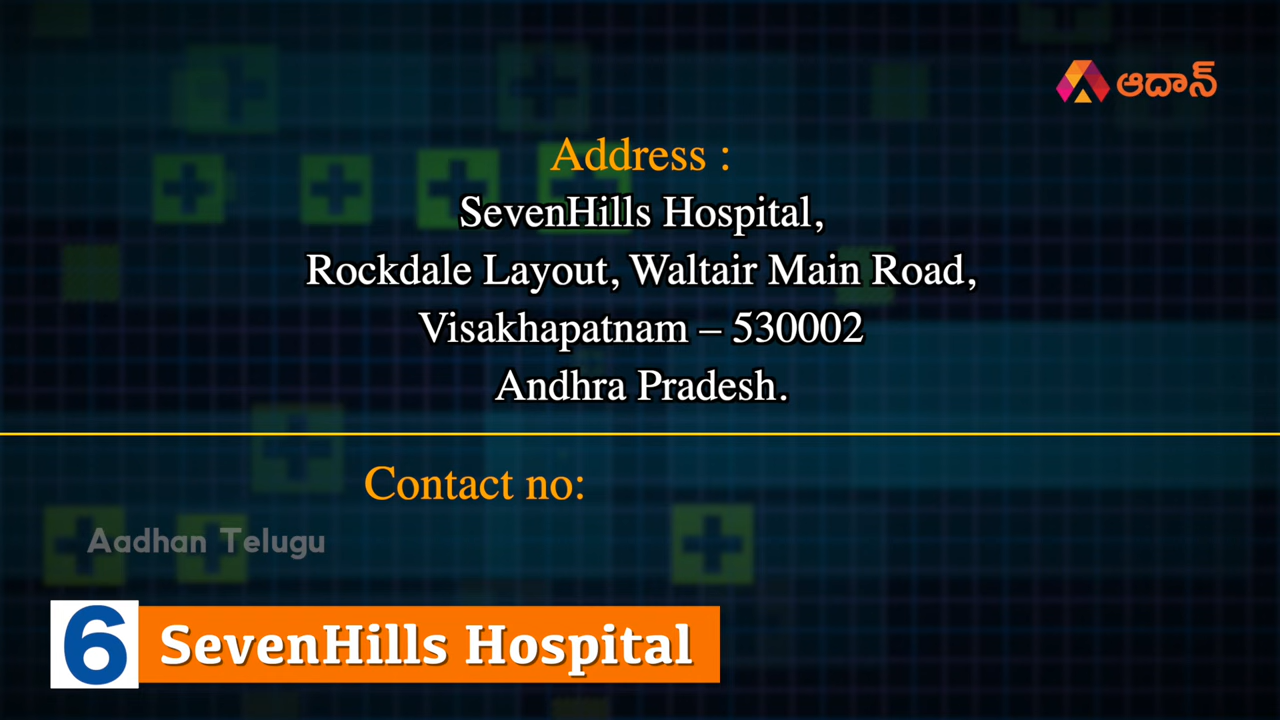 ఆదాన్
Address :
SevenHills Hospital,
Rockdale Layout, Waltair Main Road,
Visakhapatnam – 530002
Andhra Pradesh.
Contact no:
Aadhan Telugu
6 SevenHills Hospital